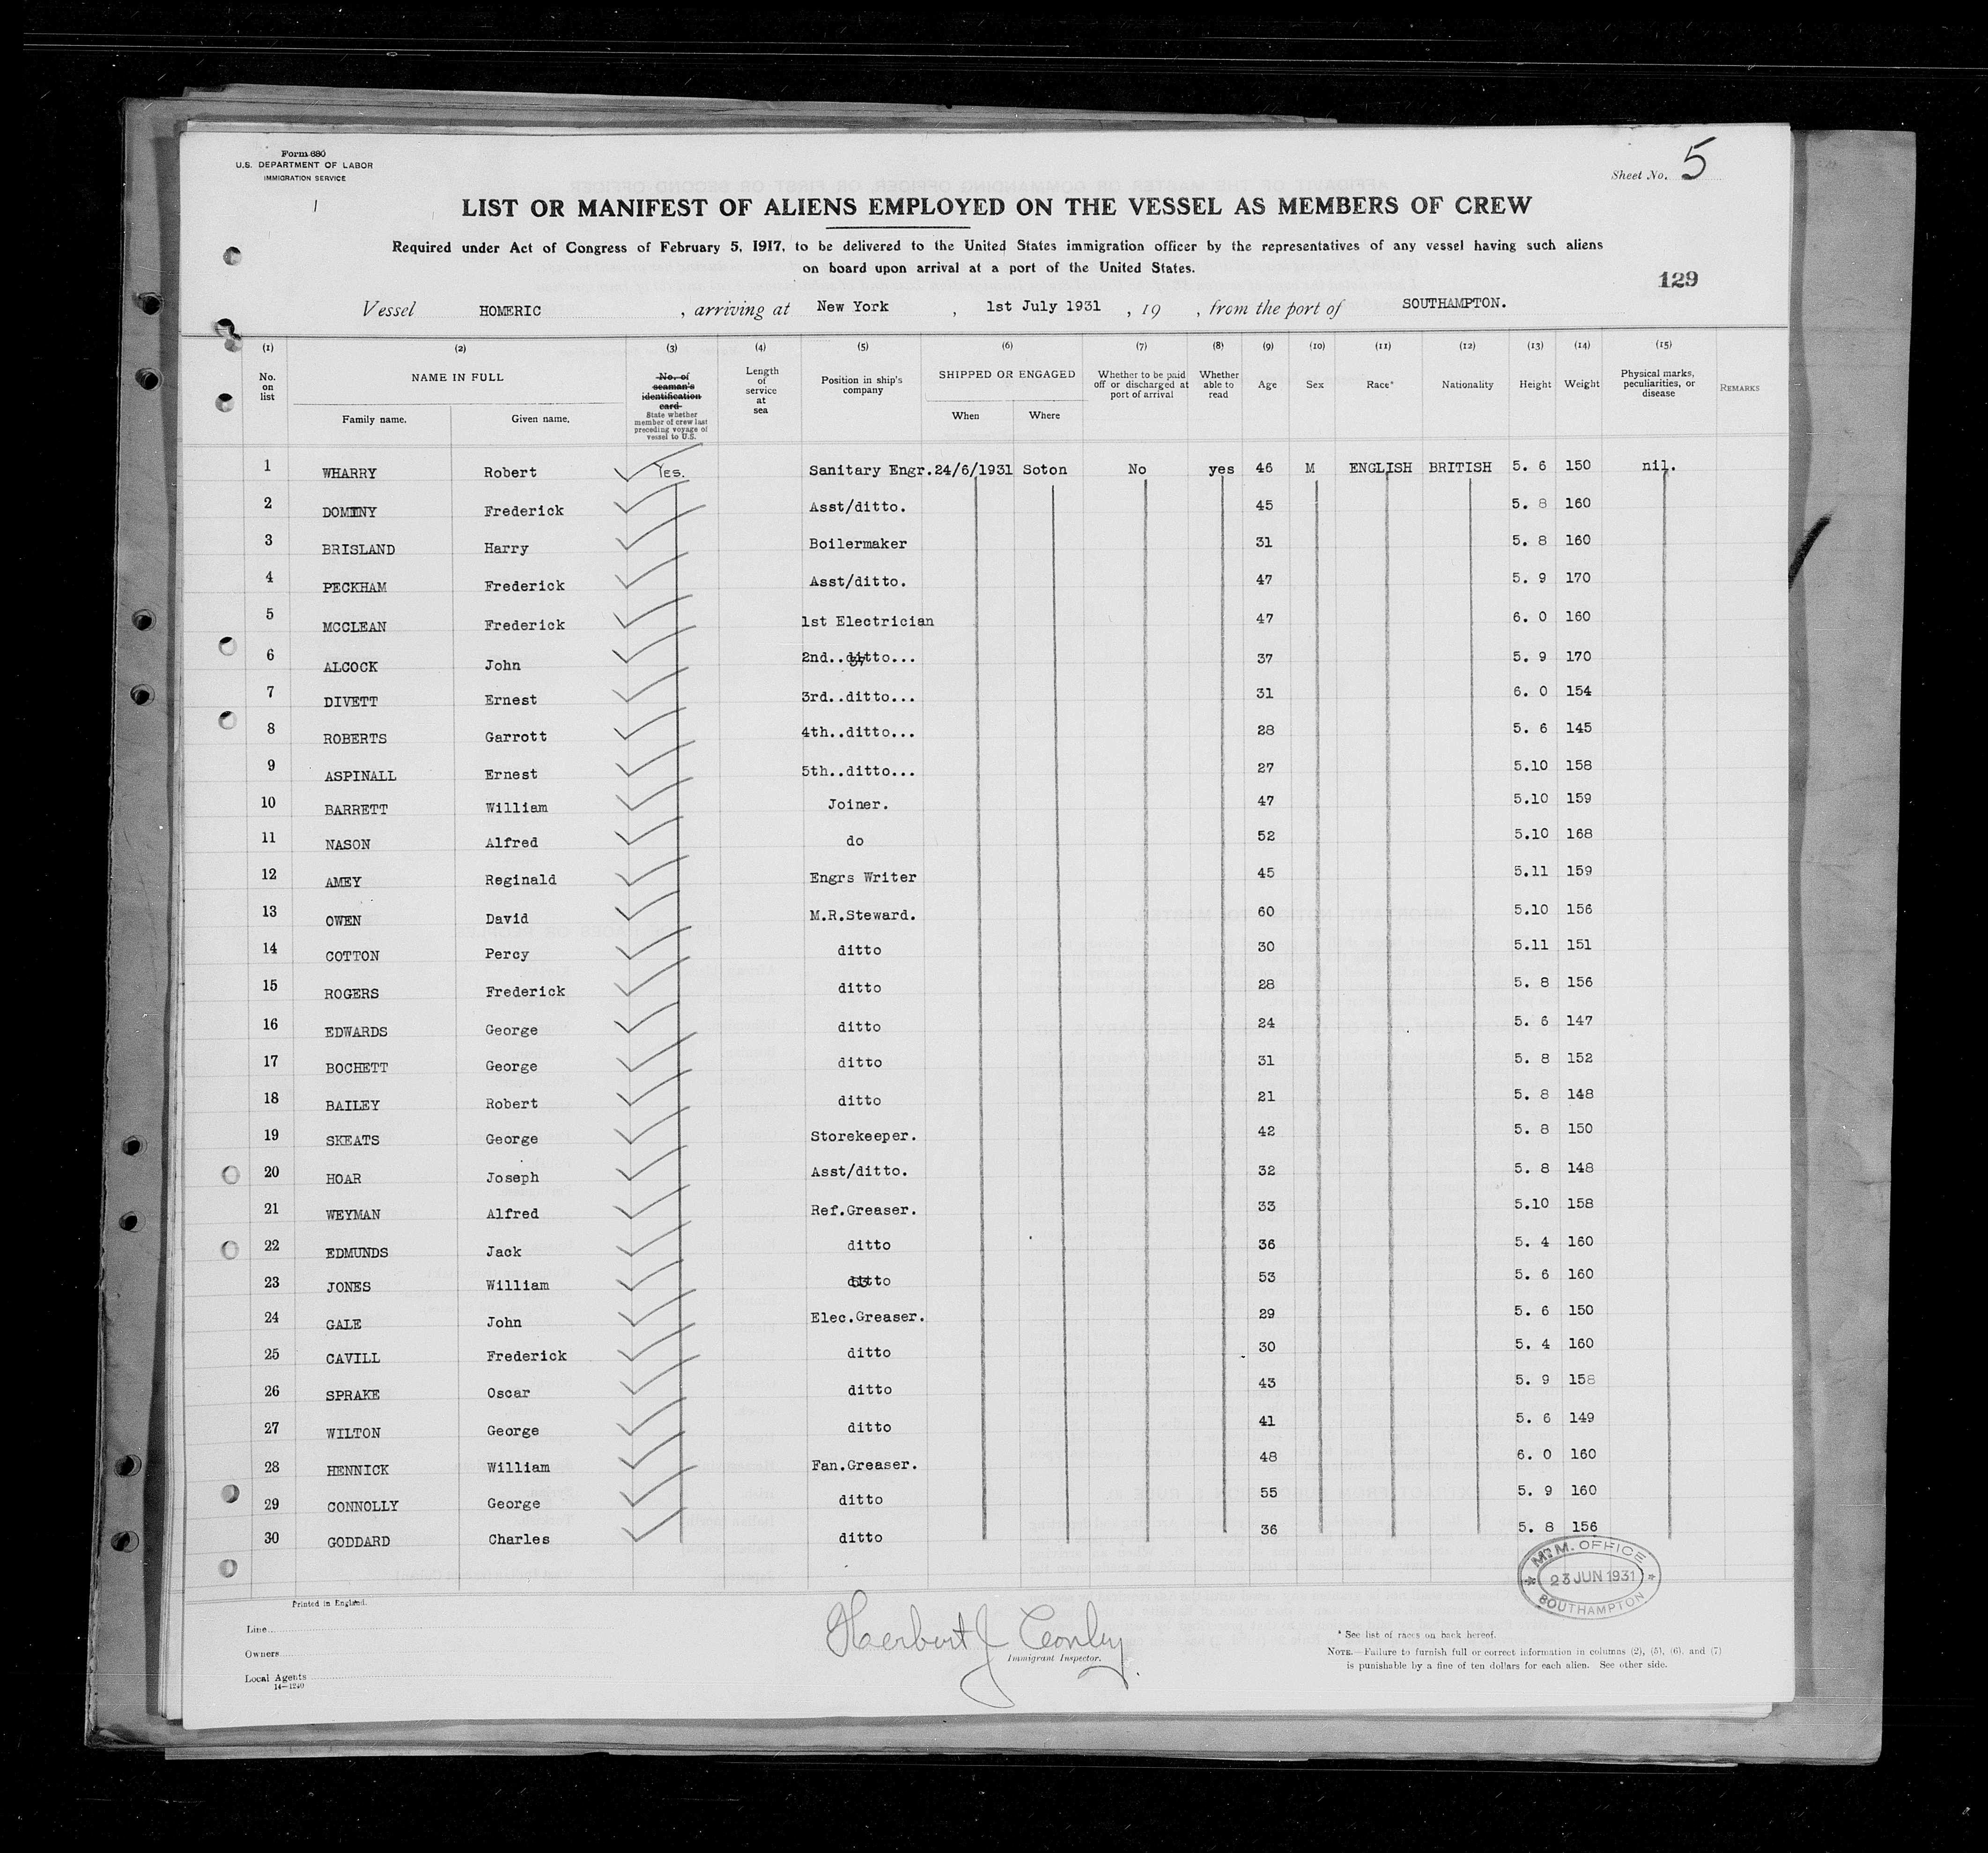 Form 680
U.S. DEPARTMENT OF LABOR
IMMIGRATION SERVICE
Sheet No. 5
LIST OR MANIFEST OF ALIENS EMPLOYED ON THE VESSEL AS MEMBERS OF CREW
Required under Act of Congress of February 5, 1917, to be delivered to the United States immigration officer by the representatives of any vessel having such aliens
on board upon arrival at a port of the United States.
129
Vessel HOMERIC , arriving at New York , 1st July 1931 , 19 , from the port of SOUTHAMPTON.
(1) (2) (3) (4) (5) (6) (7) (8) (9) (10) (11) (12) (13) (14) (15)
No. on list
NAME IN FULL
Family name. Given name.
No. of seaman's identification card
State whether member of crew last preceding voyage of vessel to U.S.
Length of service at sea
Position in ship's company
SHIPPED OR ENGAGED
When Where
Whether to be paid off or discharged at port of arrival
Whether able to read
Age
Sex
Race*
Nationality
Height
Weight
Physical marks, peculiarities, or disease
REMARKS
1 WHARRY Robert Yes. Sanitary Engr. 24/6/1931 Soton No yes 46 M ENGLISH BRITISH 5. 6 150 nil.
2 DOMINY Frederick Asst/ditto. 45 5. 8 160
3 BRISLAND Harry Boilermaker 31 5. 8 160
4 PECKHAM Frederick Asst/ditto. 47 5. 9 170
5 MCCLEAN Frederick 1st Electrician 47 6. 0 160
6 ALCOCK John 2nd..ditto... 37 5. 9 170
7 DIVETT Ernest 3rd..ditto... 31 6. 0 154
8 ROBERTS Garrott 4th..ditto... 28 5. 6 145
9 ASPINALL Ernest 5th..ditto... 27 5.10 158
10 BARRETT William Joiner. 47 5.10 159
11 NASON Alfred do 52 5.10 168
12 AMEY Reginald Engrs Writer 45 5.11 159
13 OWEN David M.R.Steward. 60 5.10 156
14 COTTON Percy ditto 30 5.11 151
15 ROGERS Frederick ditto 28 5. 8 156
16 EDWARDS George ditto 24 5. 6 147
17 BOCHETT George ditto 31 5. 8 152
18 BAILEY Robert ditto 21 5. 8 148
19 SKEATS George Storekeeper. 42 5. 8 150
20 HOAR Joseph Asst/ditto. 32 5. 8 148
21 WEYMAN Alfred Ref.Greaser. 33 5.10 158
22 EDMUNDS Jack ditto 36 5. 4 160
23 JONES William ditto 53 5. 6 160
24 GALE John Elec.Greaser. 29 5. 6 150
25 CAVILL Frederick ditto 30 5. 4 160
26 SPRAKE Oscar ditto 43 5. 9 158
27 WILTON George ditto 41 5. 6 149
28 HENNICK William Fan.Greaser. 48 6. 0 160
29 CONNOLLY George ditto 55 5. 9 160
30 GODDARD Charles ditto 36 5. 8 156
M. M. OFFICE
23 JUN 1931
SOUTHAMPTON
Printed in England.
Line
Owners
Local Agents
14—1240
Herbert J Conley
Immigrant Inspector.
* See list of races on back hereof.
NOTE.—Failure to furnish full or correct information in columns (2), (5), (6), and (7)
is punishable by a fine of ten dollars for each alien. See other side.